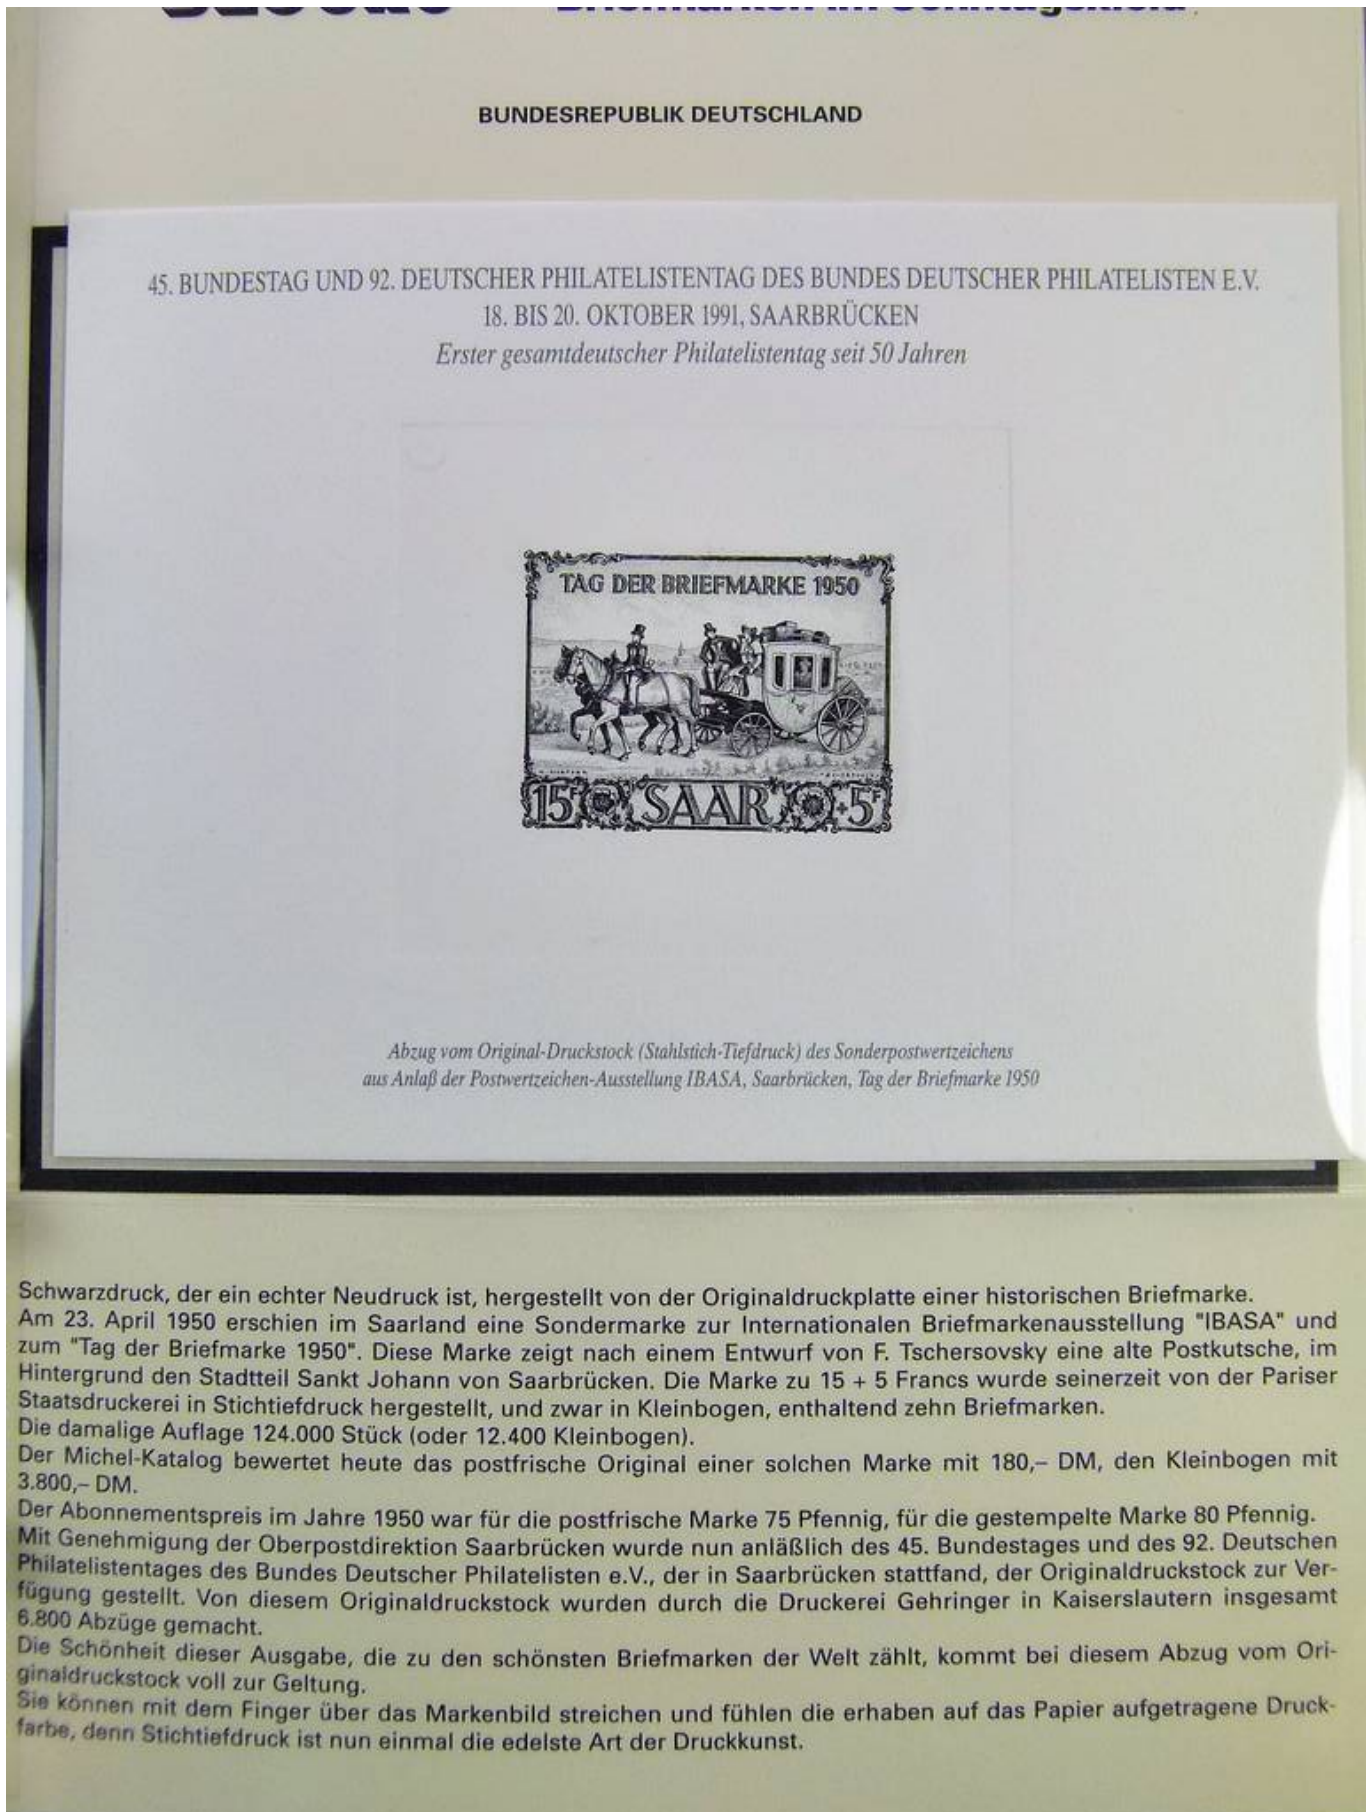 Briefmarken im Sonntagskleid
BUNDESREPUBLIK DEUTSCHLAND
45. BUNDESTAG UND 92. DEUTSCHER PHILATELISTENTAG DES BUNDES DEUTSCHER PHILATELISTEN E.V.
18. BIS 20. OKTOBER 1991, SAARBRÜCKEN
Erster gesamtdeutscher Philatelistentag seit 50 Jahren
TAG DER BRIEFMARKE 1950
15F SAAR +5F
Abzug vom Original-Druckstock (Stahlstich-Tiefdruck) des Sonderpostwertzeichens
aus Anlaß der Postwertzeichen-Ausstellung IBASA, Saarbrücken, Tag der Briefmarke 1950
Schwarzdruck, der ein echter Neudruck ist, hergestellt von der Originaldruckplatte einer historischen Briefmarke.
Am 23. April 1950 erschien im Saarland eine Sondermarke zur Internationalen Briefmarkenausstellung "IBASA" und
zum "Tag der Briefmarke 1950". Diese Marke zeigt nach einem Entwurf von F. Tschersovsky eine alte Postkutsche, im
Hintergrund den Stadtteil Sankt Johann von Saarbrücken. Die Marke zu 15 + 5 Francs wurde seinerzeit von der Pariser
Staatsdruckerei in Stichtiefdruck hergestellt, und zwar in Kleinbogen, enthaltend zehn Briefmarken.
Die damalige Auflage 124.000 Stück (oder 12.400 Kleinbogen).
Der Michel-Katalog bewertet heute das postfrische Original einer solchen Marke mit 180,– DM, den Kleinbogen mit
3.800,– DM.
Der Abonnementspreis im Jahre 1950 war für die postfrische Marke 75 Pfennig, für die gestempelte Marke 80 Pfennig.
Mit Genehmigung der Oberpostdirektion Saarbrücken wurde nun anläßlich des 45. Bundestages und des 92. Deutschen
Philatelistentages des Bundes Deutscher Philatelisten e.V., der in Saarbrücken stattfand, der Originaldruckstock zur Ver-
fügung gestellt. Von diesem Originaldruckstock wurden durch die Druckerei Gehringer in Kaiserslautern insgesamt
6.800 Abzüge gemacht.
Die Schönheit dieser Ausgabe, die zu den schönsten Briefmarken der Welt zählt, kommt bei diesem Abzug vom Ori-
ginaldruckstock voll zur Geltung.
Sie können mit dem Finger über das Markenbild streichen und fühlen die erhaben auf das Papier aufgetragene Druck-
farbe, denn Stichtiefdruck ist nun einmal die edelste Art der Druckkunst.